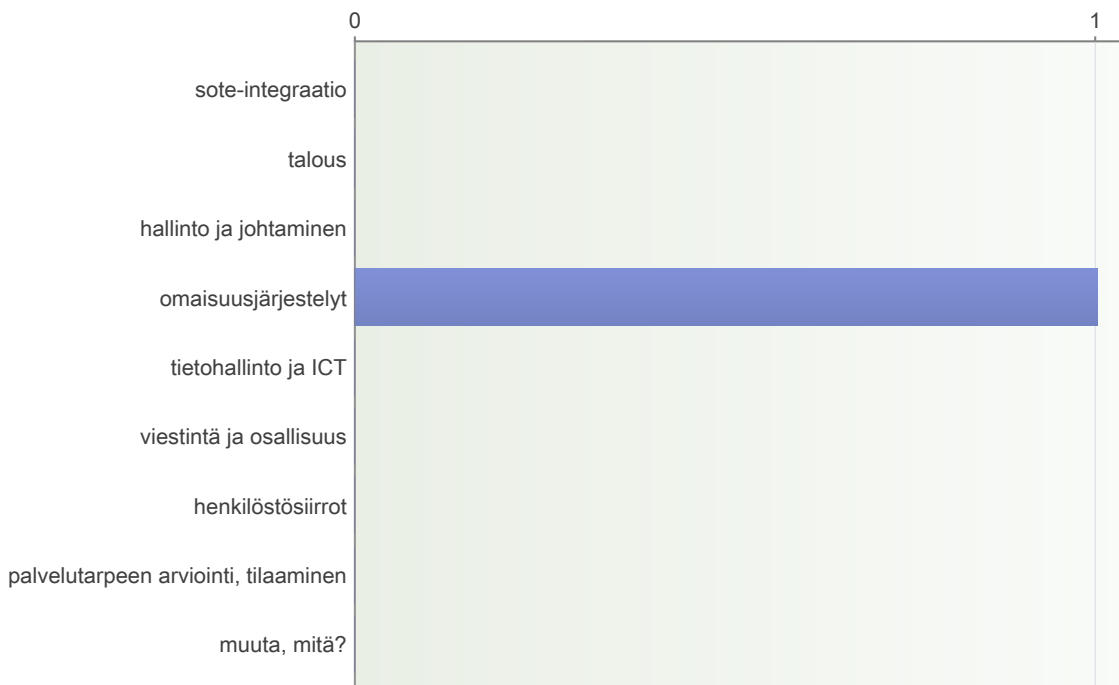 0 1
sote-integraatio
talous
hallinto ja johtaminen
omaisuusjärjestelyt
tietohallinto ja ICT
viestintä ja osallisuus
henkilöstösiirrot
palvelutarpeen arviointi, tilaaminen
muuta, mitä?